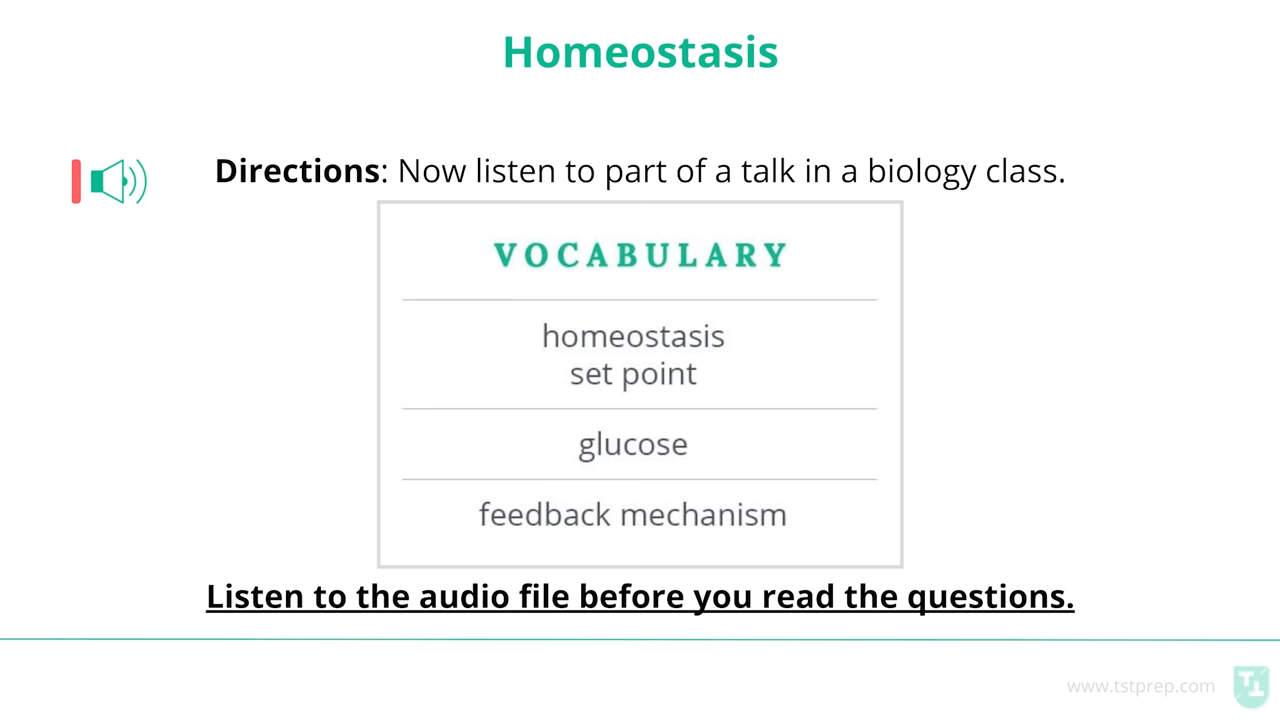 Homeostasis
Directions: Now listen to part of a talk in a biology class.
VOCABULARY
homeostasis
set point
glucose
feedback mechanism
Listen to the audio file before you read the questions.
www.tstprep.com